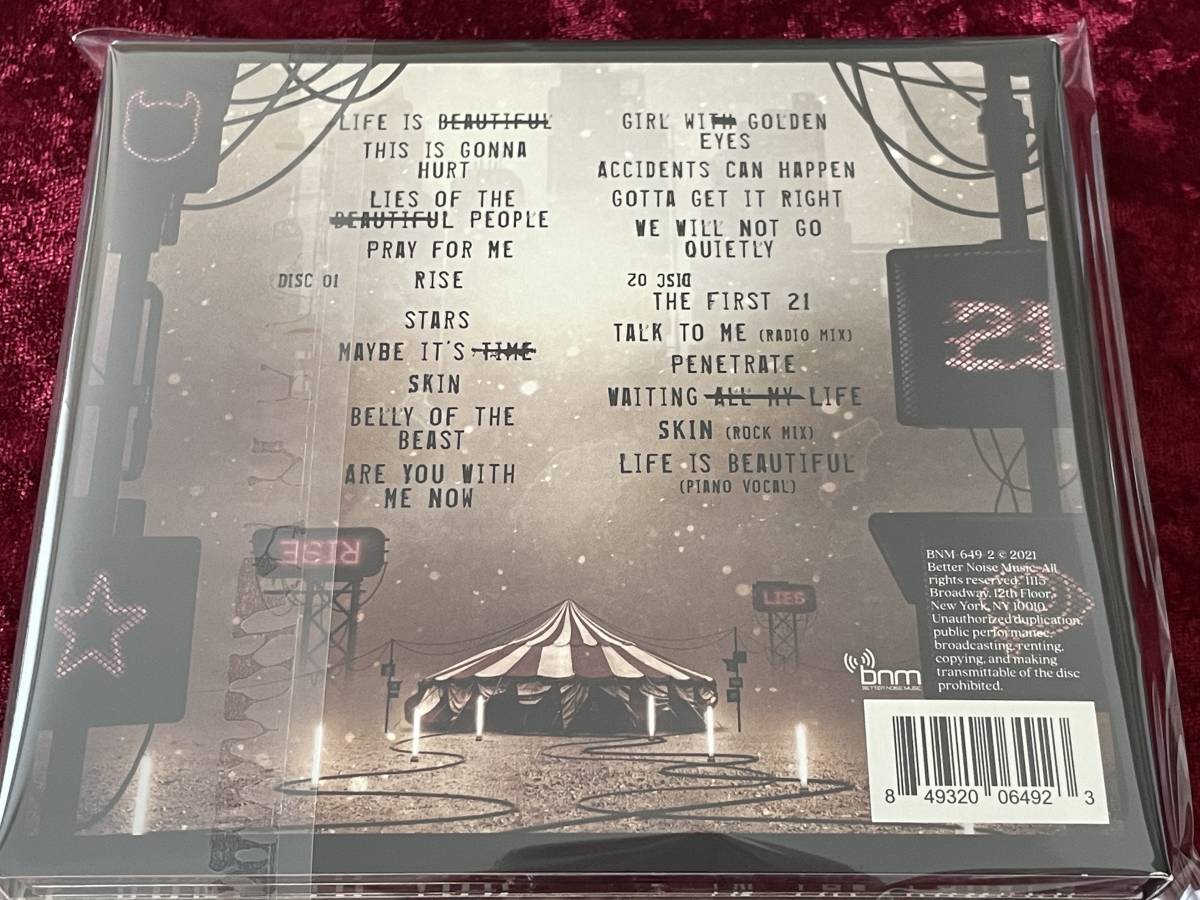 LIFE IS BEAUTIFUL
THIS IS GONNA
HURT
LIES OF THE
BEAUTIFUL PEOPLE
PRAY FOR ME
DISC 01
RISE
STARS
MAYBE IT'S TIME
SKIN
BELLY OF THE
BEAST
ARE YOU WITH
ME NOW
GIRL WITH GOLDEN
EYES
ACCIDENTS CAN HAPPEN
GOTTA GET IT RIGHT
WE WILL NOT GO
QUIETLY
DISC 02
THE FIRST 21
TALK TO ME (RADIO MIX)
PENETRATE
WAITING ALL MY LIFE
SKIN (ROCK MIX)
LIFE IS BEAUTIFUL
(PIANO VOCAL)
21
RISE
LIES
BNM-649-2 © 2021
Better Noise Music. All
rights reserved. 1115
Broadway, 12th Floor,
New York, NY 10010.
Unauthorized duplication,
public performance,
broadcasting, renting,
copying, and making
transmittable of the disc
prohibited.
bnm
BETTER NOISE MUSIC
8 49320 06492 3